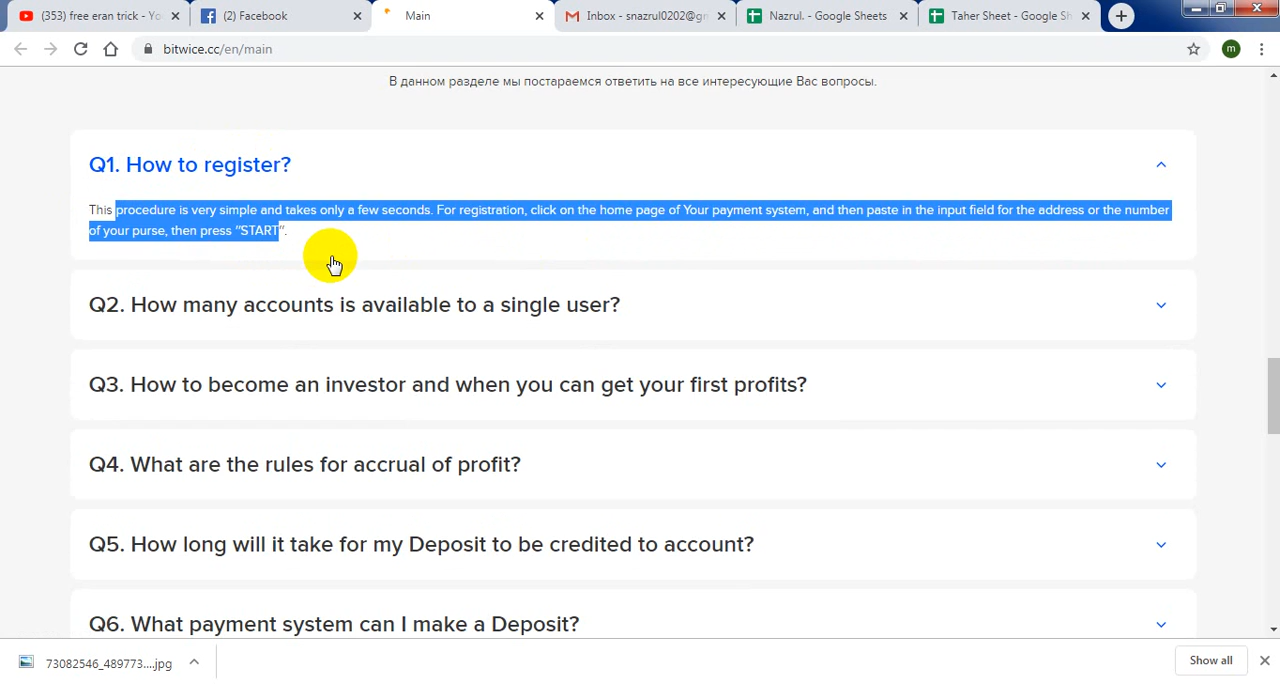 (353) free eran trick - Yo
(2) Facebook
Main
Inbox - snazrul0202@g
Nazrul. - Google Sheets
Taher Sheet - Google Sh
bitwice.cc/en/main
m
В данном разделе мы постараемся ответить на все интересующие Вас вопросы.
Q1. How to register?
This procedure is very simple and takes only a few seconds. For registration, click on the home page of Your payment system, and then paste in the input field for the address or the number
of your purse, then press "START".
Q2. How many accounts is available to a single user?
Q3. How to become an investor and when you can get your first profits?
Q4. What are the rules for accrual of profit?
Q5. How long will it take for my Deposit to be credited to account?
Q6. What payment system can I make a Deposit?
73082546_489773....jpg
Show all